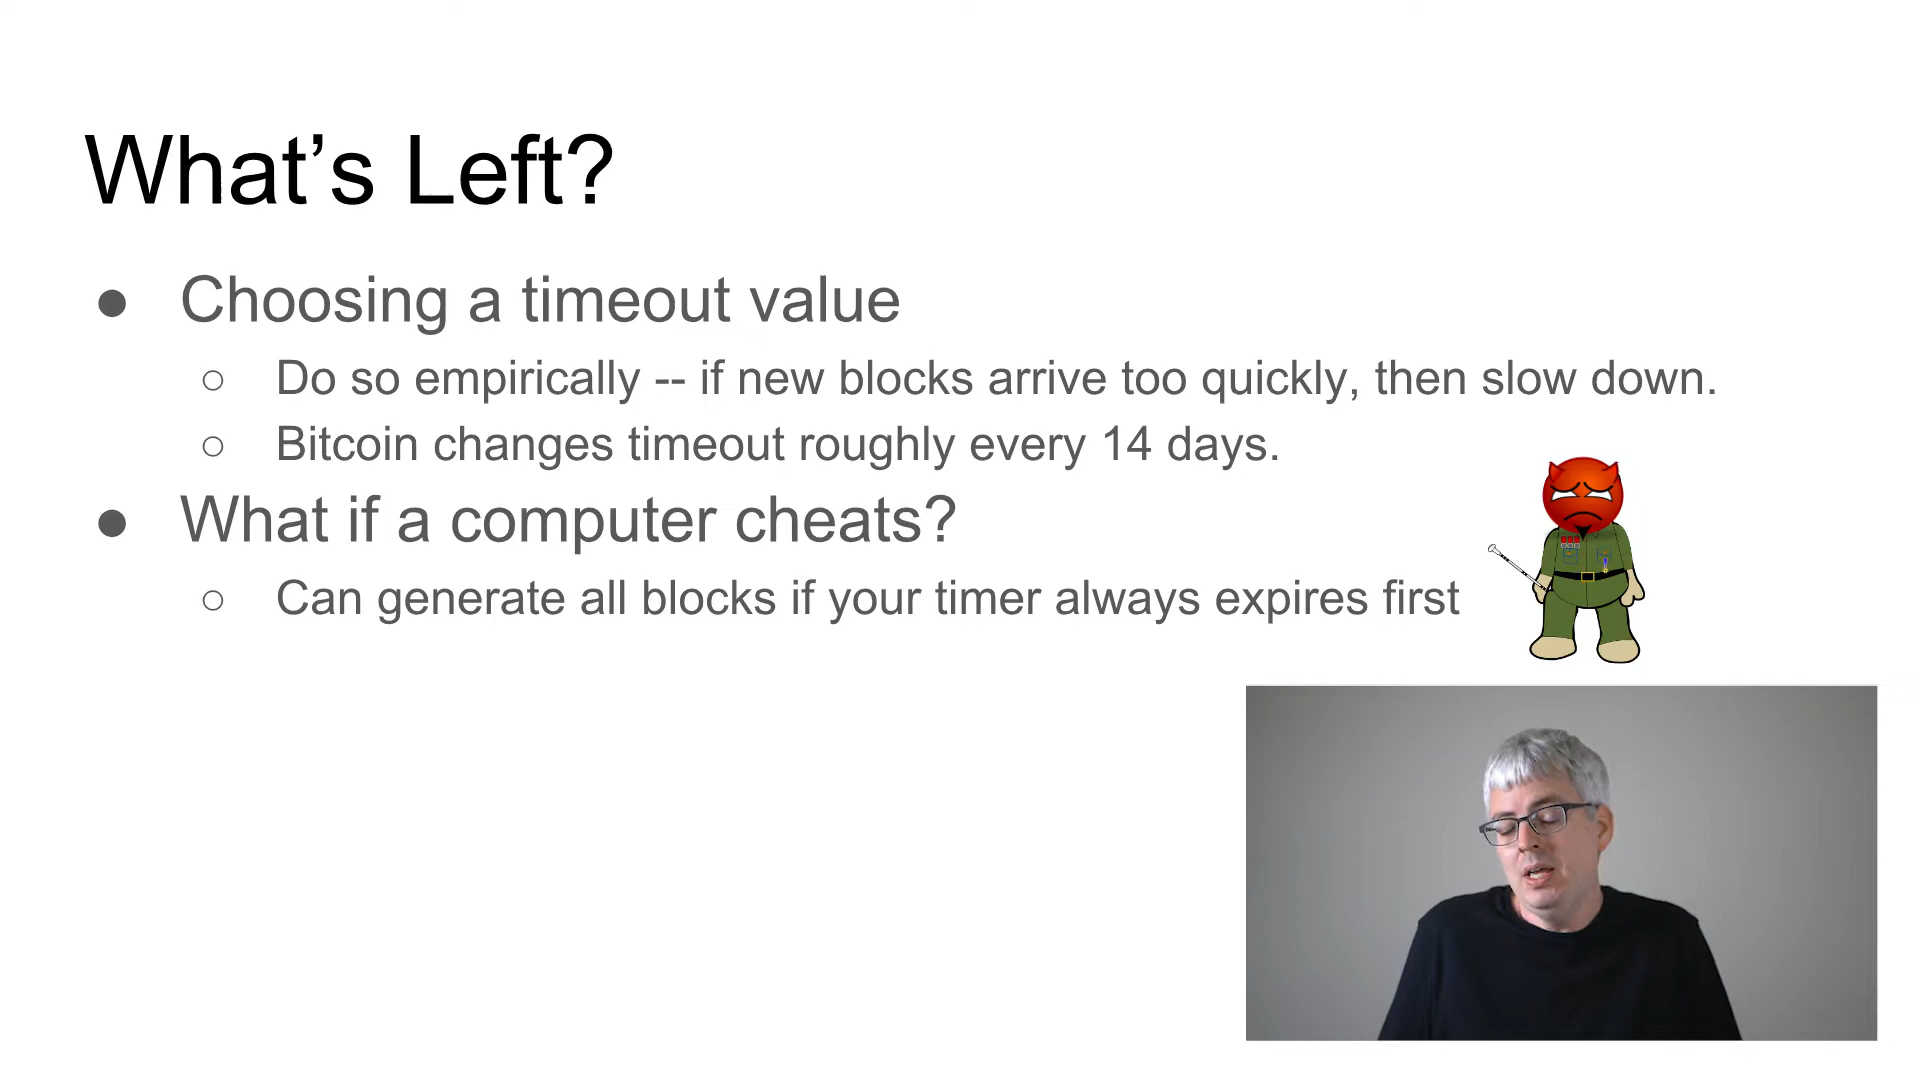 What’s Left?
● Choosing a timeout value
○ Do so empirically -- if new blocks arrive too quickly, then slow down.
○ Bitcoin changes timeout roughly every 14 days.
● What if a computer cheats?
○ Can generate all blocks if your timer always expires first